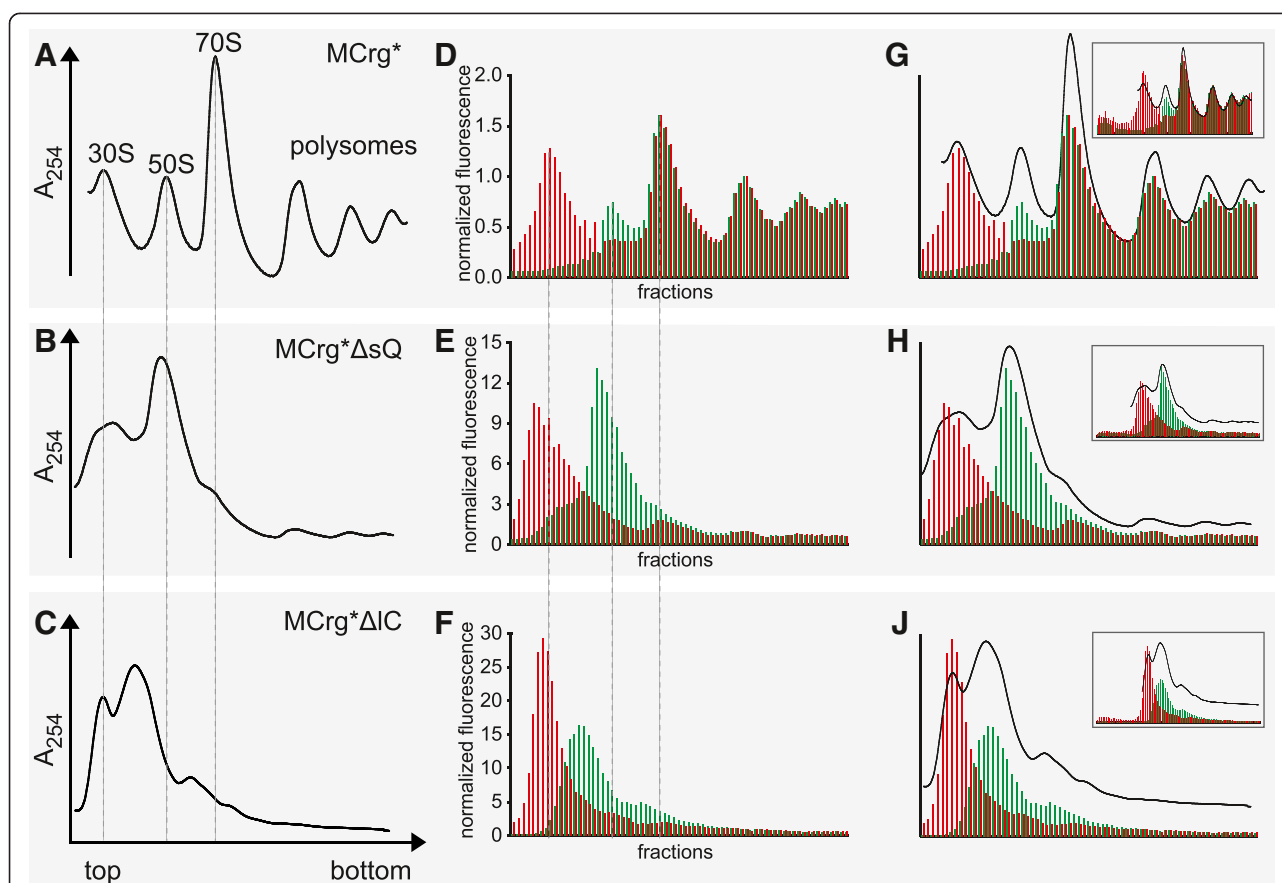 A
MCrg*
A254
30S
50S
70S
polysomes
D
2.0
1.5
1.0
0.5
0.0
normalized fluorescence
fractions
G
B
MCrg*ΔsQ
A254
E
15
12
9
6
3
0
normalized fluorescence
fractions
H
C
MCrg*ΔlC
A254
top
bottom
F
30
25
20
15
10
5
0
normalized fluorescence
fractions
J